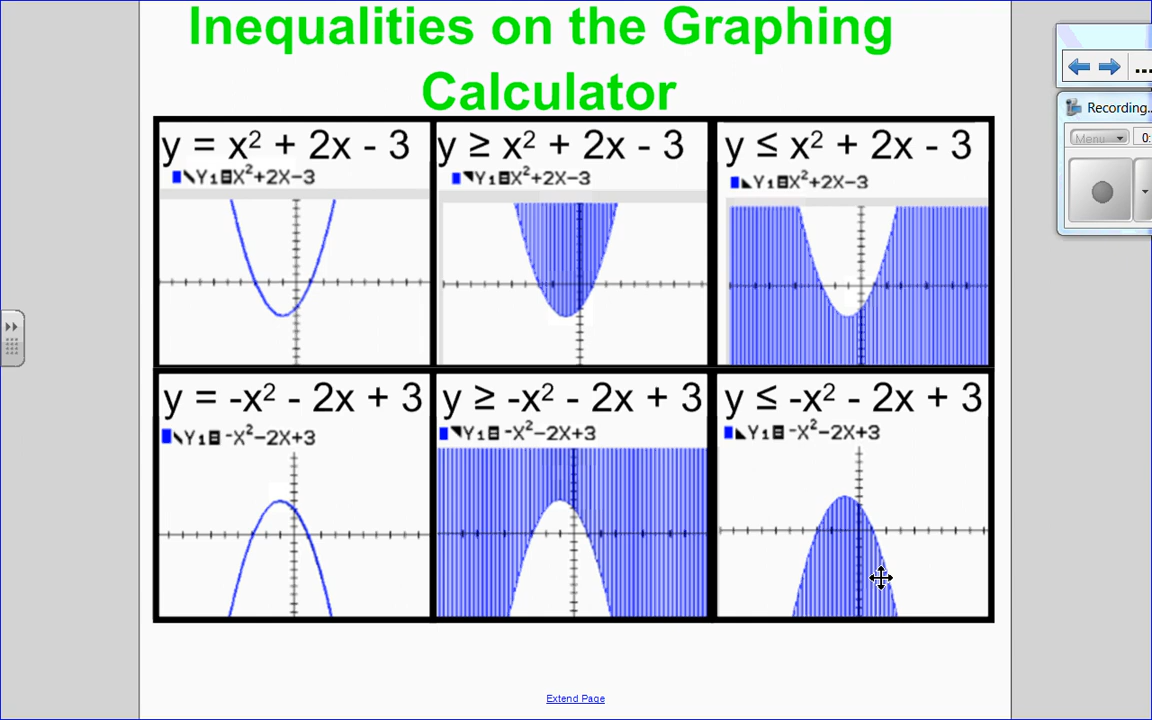 Inequalities on the Graphing
Calculator
y = x² + 2x - 3
y ≥ x² + 2x - 3
y ≤ x² + 2x - 3
Y₁=X²+2X-3
Y₁=X²+2X-3
Y₁=X²+2X-3
y = -x² - 2x + 3
y ≥ -x² - 2x + 3
y ≤ -x² - 2x + 3
Y₁=-X²-2X+3
Y₁=-X²-2X+3
Y₁=-X²-2X+3
Extend Page
...
Recording...
Menu
0: